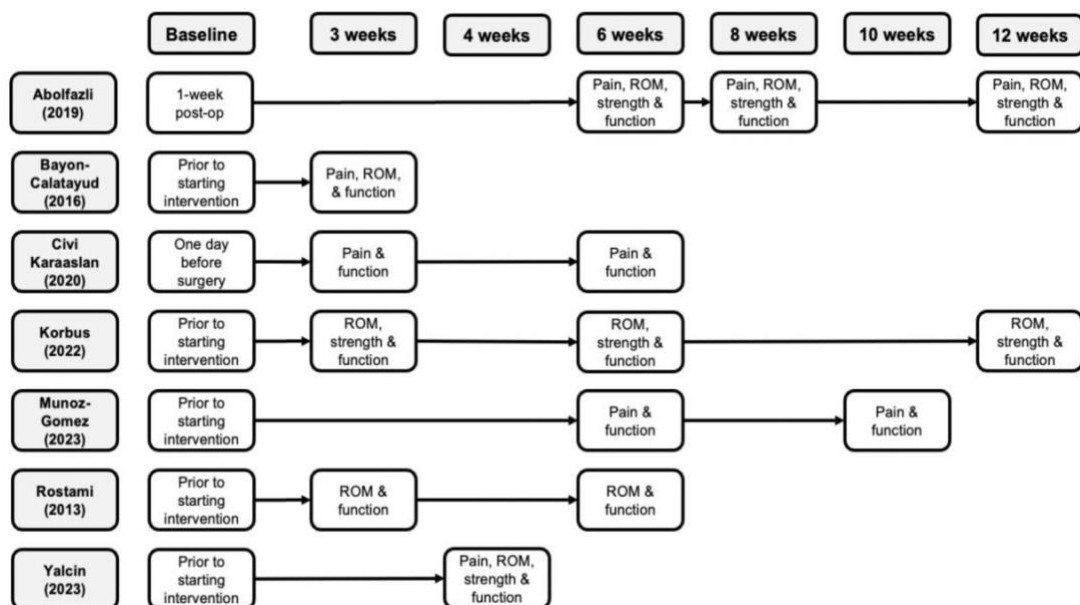 Baseline
3 weeks
4 weeks
6 weeks
8 weeks
10 weeks
12 weeks
Abolfazli
(2019)
1-week
post-op
Pain, ROM,
strength &
function
Pain, ROM,
strength &
function
Pain, ROM,
strength &
function
Bayon-
Calatayud
(2016)
Prior to
starting
intervention
Pain, ROM,
& function
Civi
Karaaslan
(2020)
One day
before
surgery
Pain &
function
Pain &
function
Korbus
(2022)
Prior to
starting
intervention
ROM,
strength &
function
ROM,
strength &
function
ROM,
strength &
function
Munoz-
Gomez
(2023)
Prior to
starting
intervention
Pain &
function
Pain &
function
Rostami
(2013)
Prior to
starting
intervention
ROM &
function
ROM &
function
Yalcin
(2023)
Prior to
starting
intervention
Pain, ROM,
strength &
function